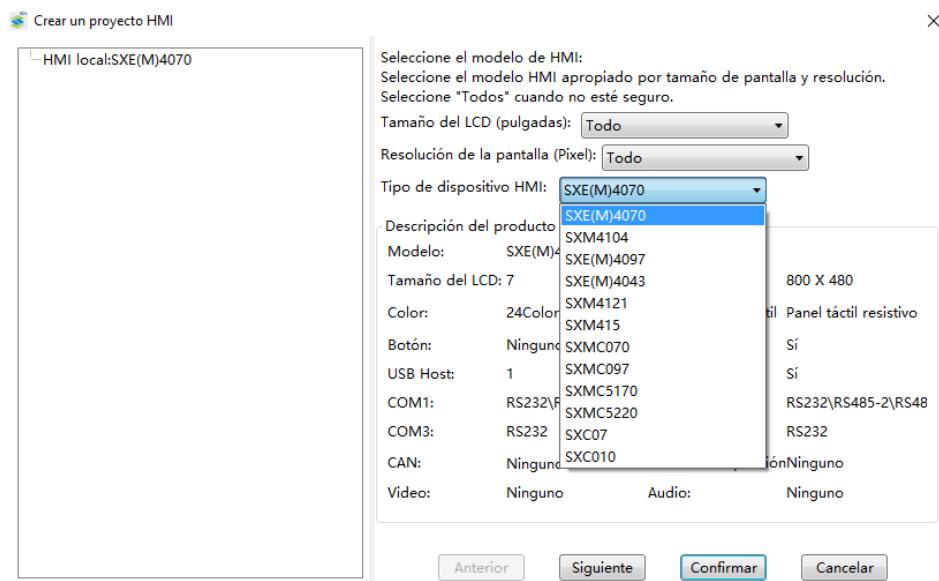 Crear un proyecto HMI
HMI local:SXE(M)4070
Seleccione el modelo de HMI:
Seleccione el modelo HMI apropiado por tamaño de pantalla y resolución.
Seleccione "Todos" cuando no esté seguro.
Tamaño del LCD (pulgadas): Todo
Resolución de la pantalla (Pixel): Todo
Tipo de dispositivo HMI: SXE(M)4070
SXE(M)4070
SXM4104
SXE(M)4097
SXE(M)4043
SXM4121
SXM415
SXMC070
SXMC097
SXMC5170
SXMC5220
SXC07
SXC010
Descripción del producto
Modelo: SXE(M)4
Tamaño del LCD: 7 800 X 480
Color: 24Color Panel táctil resistivo
Botón: Ninguno Sí
USB Host: 1 Sí
COM1: RS232\R RS232\RS485-2\RS48
COM3: RS232 RS232
CAN: Ninguno Ninguno
Video: Ninguno Audio: Ninguno
Anterior Siguiente Confirmar Cancelar